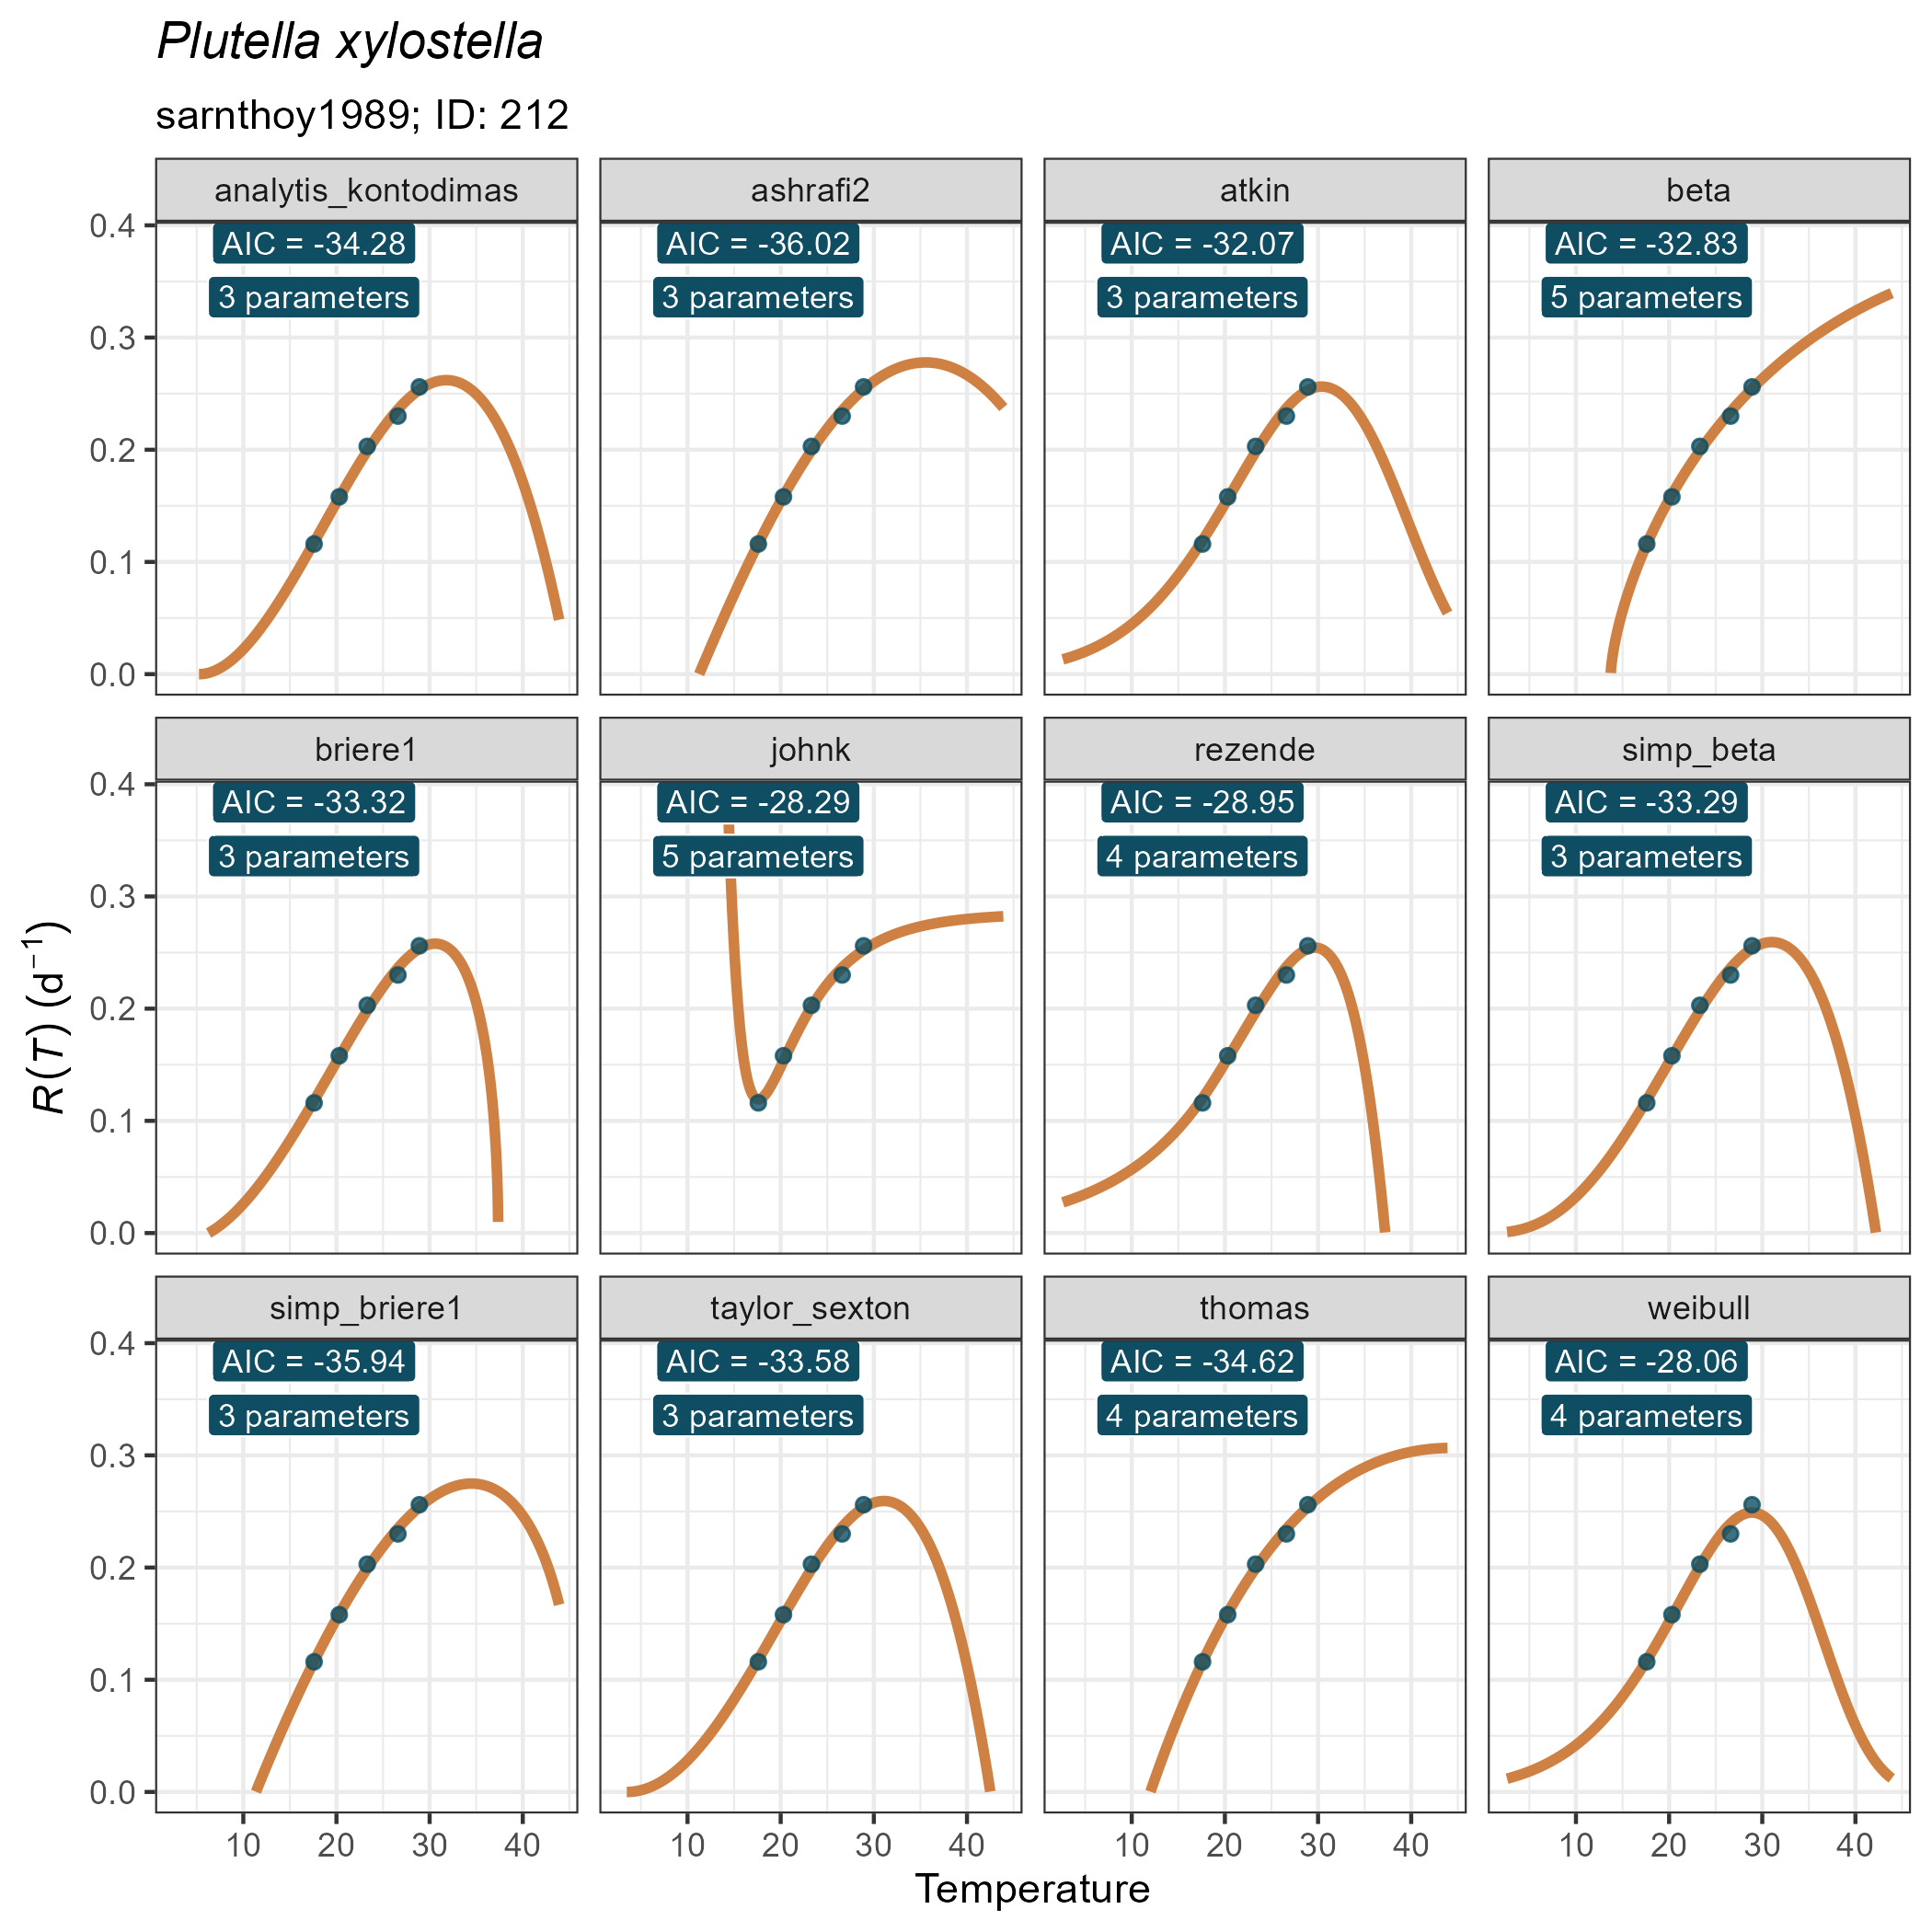 Plutella xylostella
sarnthoy1989; ID: 212
analytis_kontodimas
ashrafi2
atkin
beta
0.4
0.3
0.2
0.1
0.0
AIC = -34.28
3 parameters
AIC = -36.02
3 parameters
AIC = -32.07
3 parameters
AIC = -32.83
5 parameters
briere1
johnk
rezende
simp_beta
0.4
0.3
0.2
0.1
0.0
AIC = -33.32
3 parameters
AIC = -28.29
5 parameters
AIC = -28.95
4 parameters
AIC = -33.29
3 parameters
R(T) (d⁻¹)
simp_briere1
taylor_sexton
thomas
weibull
0.4
0.3
0.2
0.1
0.0
AIC = -35.94
3 parameters
AIC = -33.58
3 parameters
AIC = -34.62
4 parameters
AIC = -28.06
4 parameters
10 20 30 40
10 20 30 40
10 20 30 40
10 20 30 40
Temperature